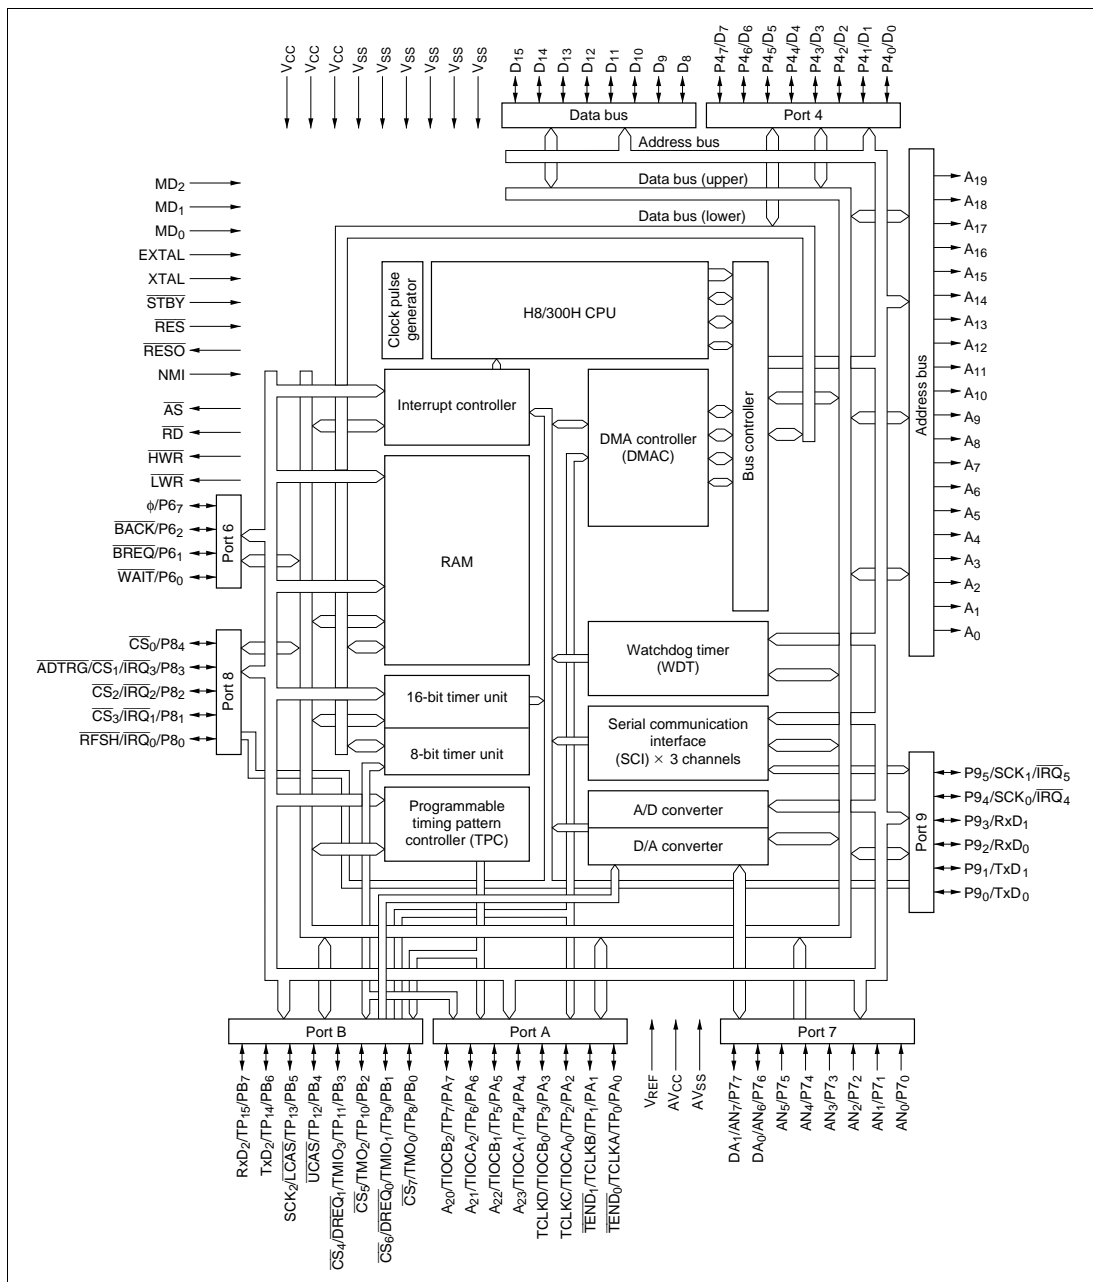 VCC
VCC
VCC
VSS
VSS
VSS
VSS
VSS
VSS
D15
D14
D13
D12
D11
D10
D9
D8
P47/D7
P46/D6
P45/D5
P44/D4
P43/D3
P42/D2
P41/D1
P40/D0
Data bus
Port 4
Address bus
Data bus (upper)
Data bus (lower)
MD2
MD1
MD0
EXTAL
XTAL
STBY
RES
RESO
NMI
AS
RD
HWR
LWR
φ/P67
BACK/P62
BREQ/P61
WAIT/P60
Port 6
CS0/P84
ADTRG/CS1/IRQ3/P83
CS2/IRQ2/P82
CS3/IRQ1/P81
RFSH/IRQ0/P80
Port 8
Clock pulse
generator
H8/300H CPU
Interrupt controller
DMA controller
(DMAC)
Bus controller
RAM
Watchdog timer
(WDT)
16-bit timer unit
8-bit timer unit
Serial communication
interface
(SCI) × 3 channels
Programmable
timing pattern
controller (TPC)
A/D converter
D/A converter
Address bus
A19
A18
A17
A16
A15
A14
A13
A12
A11
A10
A9
A8
A7
A6
A5
A4
A3
A2
A1
A0
Port 9
P95/SCK1/IRQ5
P94/SCK0/IRQ4
P93/RxD1
P92/RxD0
P91/TxD1
P90/TxD0
Port B
Port A
Port 7
RxD2/TP15/PB7
TxD2/TP14/PB6
SCK2/LCAS/TP13/PB5
UCAS/TP12/PB4
CS4/DREQ1/TMIO3/TP11/PB3
CS5/TMO2/TP10/PB2
CS6/DREQ0/TMIO1/TP9/PB1
CS7/TMO0/TP8/PB0
A20/TIOCB2/TP7/PA7
A21/TIOCA2/TP6/PA6
A22/TIOCB1/TP5/PA5
A23/TIOCA1/TP4/PA4
TCLKD/TIOCB0/TP3/PA3
TCLKC/TIOCA0/TP2/PA2
TEND1/TCLKB/TP1/PA1
TEND0/TCLKA/TP0/PA0
VREF
AVCC
AVSS
DA1/AN7/P77
DA0/AN6/P76
AN5/P75
AN4/P74
AN3/P73
AN2/P72
AN1/P71
AN0/P70